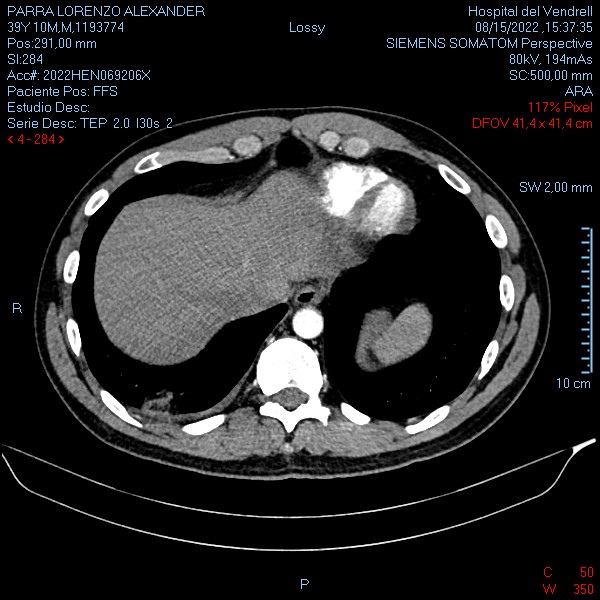 PARRA LORENZO ALEXANDER
39Y 10M,M,1193774
Pos:291,00 mm
SI:284
Acc#: 2022HEN069206X
Paciente Pos: FFS
Estudio Desc:
Serie Desc: TEP 2.0 I30s 2
< 4 - 284 >
Lossy
Hospital del Vendrell
08/15/2022 ,15:37:35
SIEMENS SOMATOM Perspective
80kV, 194mAs
SC:500,00 mm
ARA
117% Pixel
DFOV 41,4 x 41,4 cm
SW 2,00 mm
R
10 cm
P
C 50
W 350